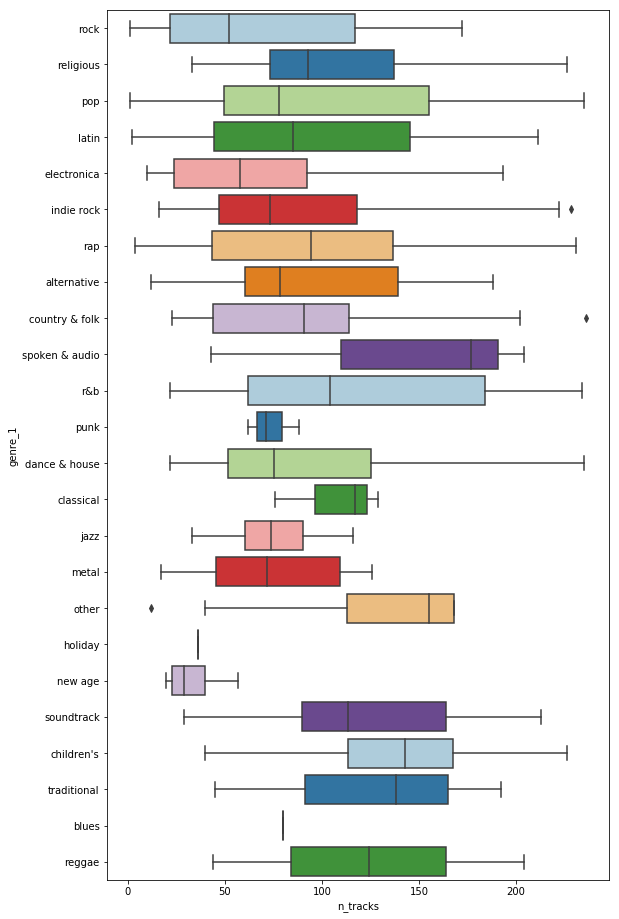 rock
religious
pop
latin
electronica
indie rock
rap
alternative
country & folk
spoken & audio
r&b
punk
dance & house
classical
jazz
metal
other
holiday
new age
soundtrack
children's
traditional
blues
reggae
genre_1
0 50 100 150 200
n_tracks